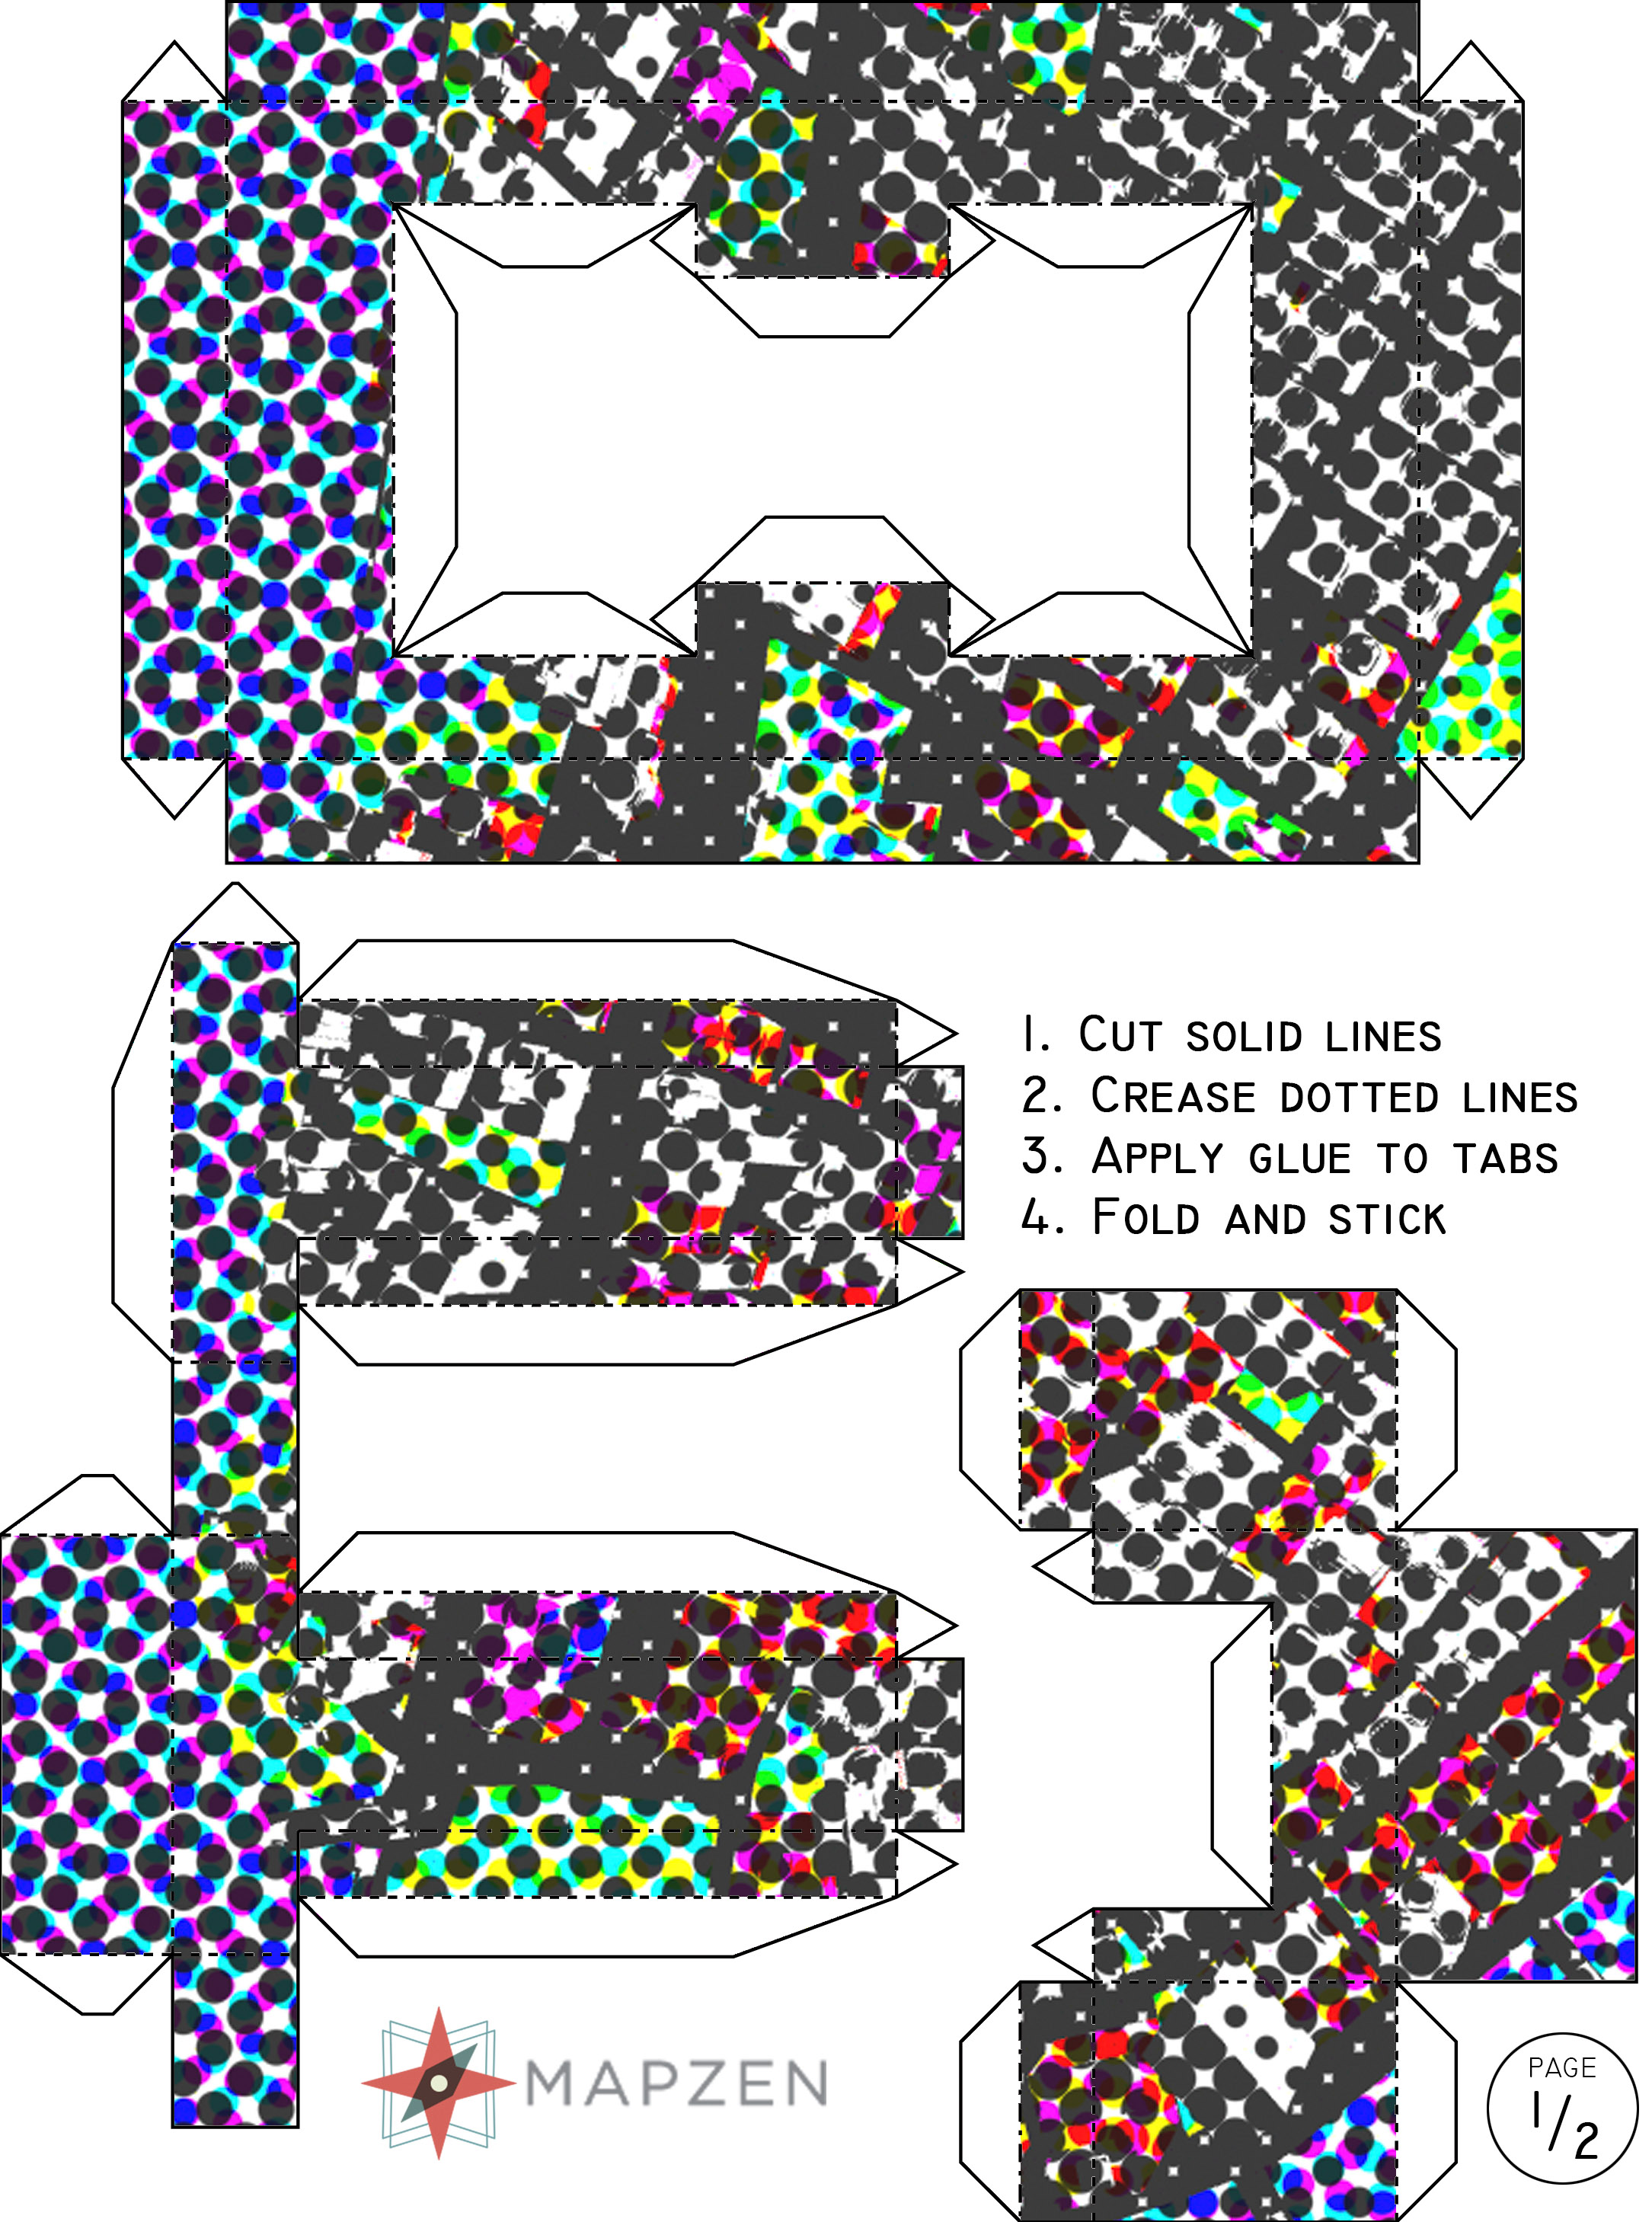 1. CUT SOLID LINES
2. CREASE DOTTED LINES
3. APPLY GLUE TO TABS
4. FOLD AND STICK
MAPZEN
PAGE
1/2